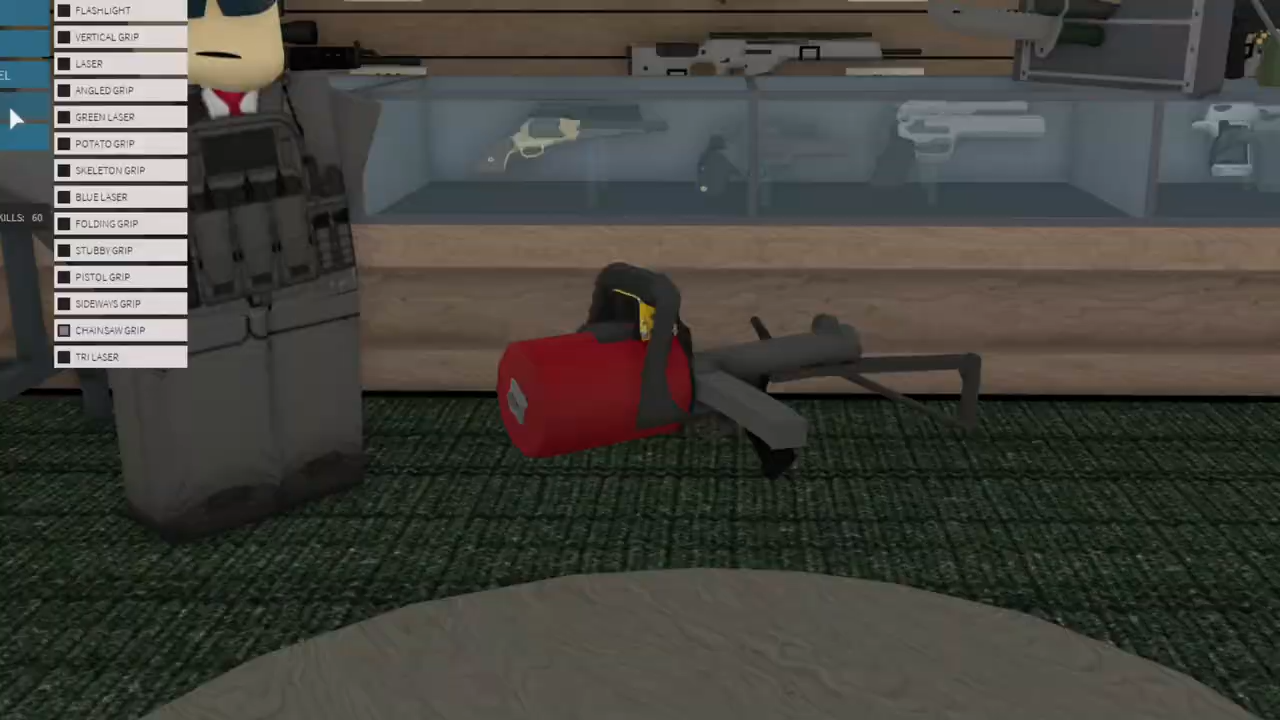 FLASHLIGHT
VERTICAL GRIP
LASER
EL
ANGLED GRIP
GREEN LASER
POTATO GRIP
SKELETON GRIP
BLUE LASER
KILLS: 60
FOLDING GRIP
STUBBY GRIP
PISTOL GRIP
SIDEWAYS GRIP
CHAINSAW GRIP
TRI LASER